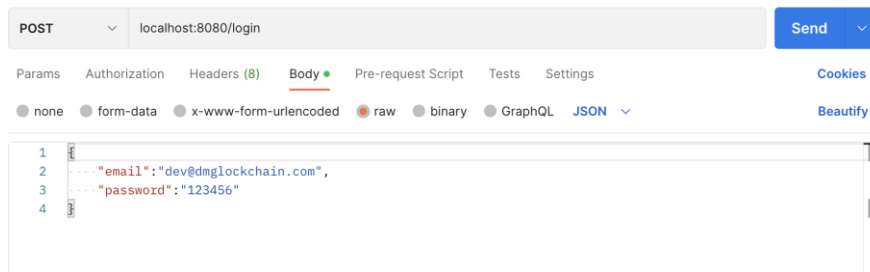 POST localhost:8080/login Send
Params Authorization Headers (8) Body Pre-request Script Tests Settings Cookies
none form-data x-www-form-urlencoded raw binary GraphQL JSON Beautify
1 {
2 "email":"dev@dmglockchain.com",
3 "password":"123456"
4 }